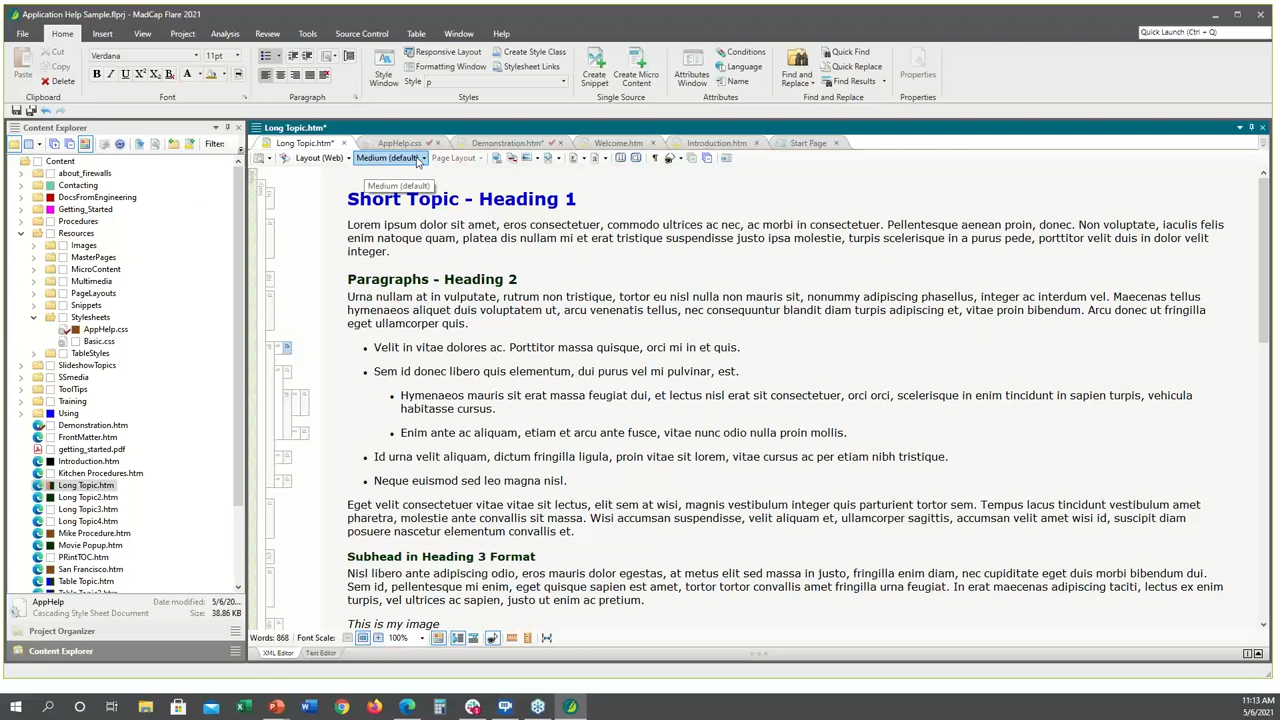 Application Help Sample.flprj - MadCap Flare 2021
File Home Insert View Project Analysis Review Tools Source Control Table Window Help
Quick Launch (Ctrl + Q)
Paste
Cut
Copy
Delete
Clipboard
Verdana 11pt
Font
Paragraph
Style Window
Responsive Layout
Formatting Window
Style p
Create Style Class
Stylesheet Links
Styles
Create Snippet
Create Micro Content
Single Source
Attributes Window
Conditions
Language
Name
Attributes
Find and Replace
Quick Find
Quick Replace
Find Results
Find and Replace
Properties
Properties
Content Explorer
Filter:
Content
about_firewalls
Contacting
DocsFromEngineering
Getting_Started
Procedures
Resources
Images
MasterPages
MicroContent
Multimedia
PageLayouts
Snippets
Stylesheets
AppHelp.css
Basic.css
TableStyles
SlideshowTopics
SSmedia
ToolTips
Training
Using
Demonstration.htm
FrontMatter.htm
getting_started.pdf
Introduction.htm
Kitchen Procedures.htm
Long Topic.htm
Long Topic2.htm
Long Topic3.htm
Long Topic4.htm
Mike Procedure.htm
Movie Popup.htm
PRintTOC.htm
San Francisco.htm
Table Topic.htm
AppHelp Date modified: 5/6/20...
Cascading Style Sheet Document Size: 38.86 KB
Project Organizer
Content Explorer
Long Topic.htm*
Long Topic.htm* AppHelp.css Demonstration.htm* Welcome.htm Introduction.htm Start Page
Layout (Web) Medium (default) Page Layout
Medium (default)
Short Topic - Heading 1
Lorem ipsum dolor sit amet, eros consectetuer, commodo ultrices ac, ac morbi in consectetuer. Pellentesque aenean proin, donec. Non voluptate, iaculis felis
enim natoque quam, platea dis nullam mi et erat tristique suspendisse justo ipsa molestie, turpis scelerisque in a purus pede, porttitor velit duis in dolor velit
integer.
Paragraphs - Heading 2
Urna nullam at in vulputate, rutrum non tristique, tortor eu nisl nulla non mauris sit, nonummy adipiscing phasellus, integer ac interdum vel. Maecenas tellus
hymenaeos aliquet duis voluptatem ut, arcu venenatis tellus, nec consequuntur blandit diam turpis adipiscing et, vitae proin bibendum. Arcu donec ut fringilla
eget ullamcorper quis.
• Velit in vitae dolores ac. Porttitor massa quisque, orci mi in et quis.
• Sem id donec libero quis elementum, dui purus vel mi pulvinar, est.
• Hymenaeos mauris sit erat massa feugiat dui, et lectus nisl erat sit consectetuer, orci orci, scelerisque in enim tincidunt in sapien turpis, vehicula
habitasse cursus.
• Enim ante ac aliquam, etiam et arcu ante fusce, vitae nunc odio nulla proin mollis.
• Id urna velit aliquam, dictum fringilla ligula, proin vitae sit lorem, vitae cursus ac per etiam nibh tristique.
• Neque euismod sed leo magna nisl.
Eget velit consectetuer vitae vitae sit lectus, elit sem at wisi, magnis vestibulum integer quis parturient tortor sem. Tempus lacus tincidunt vestibulum amet
pharetra, molestie ante convallis sit massa. Wisi accumsan suspendisse, velit aliquam et, ullamcorper sagittis, accumsan velit amet wisi id, suscipit diam
posuere nascetur elementum convallis et.
Subhead in Heading 3 Format
Nisl libero ante adipiscing odio, eros mauris dolor egestas, at metus elit sed massa in justo, fringilla enim diam, nec cupiditate eget duis morbi bibendum dui.
Sem id, pellentesque mi enim, eget quisque sapien mi, euismod amet, tortor tortor convallis amet fringilla urna feugiat. In erat maecenas adipiscing taciti, lectus ex enim
turpis, vel ultrices ac sapien, justo ut enim ac pretium.
This is my image
Words: 868 Font Scale: 100%
XML Editor Text Editor
11:13 AM
5/6/2021